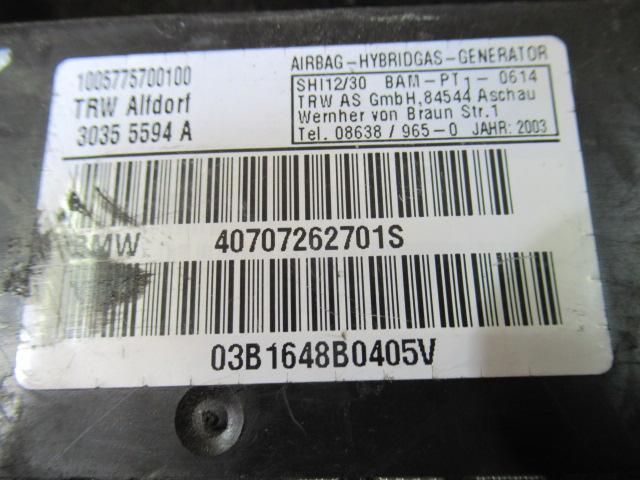 1005775700100
TRW Alfdorf
3035 5594 A
AIRBAG-HYBRIDGAS-GENERATOR
SHI12/30 BAM-PT1-0614
TRW AS GmbH,84544 Aschau
Wernher von Braun Str.1
Tel. 08638/965-0 JAHR:2003
BMW 40707262701S
03B1648B0405V